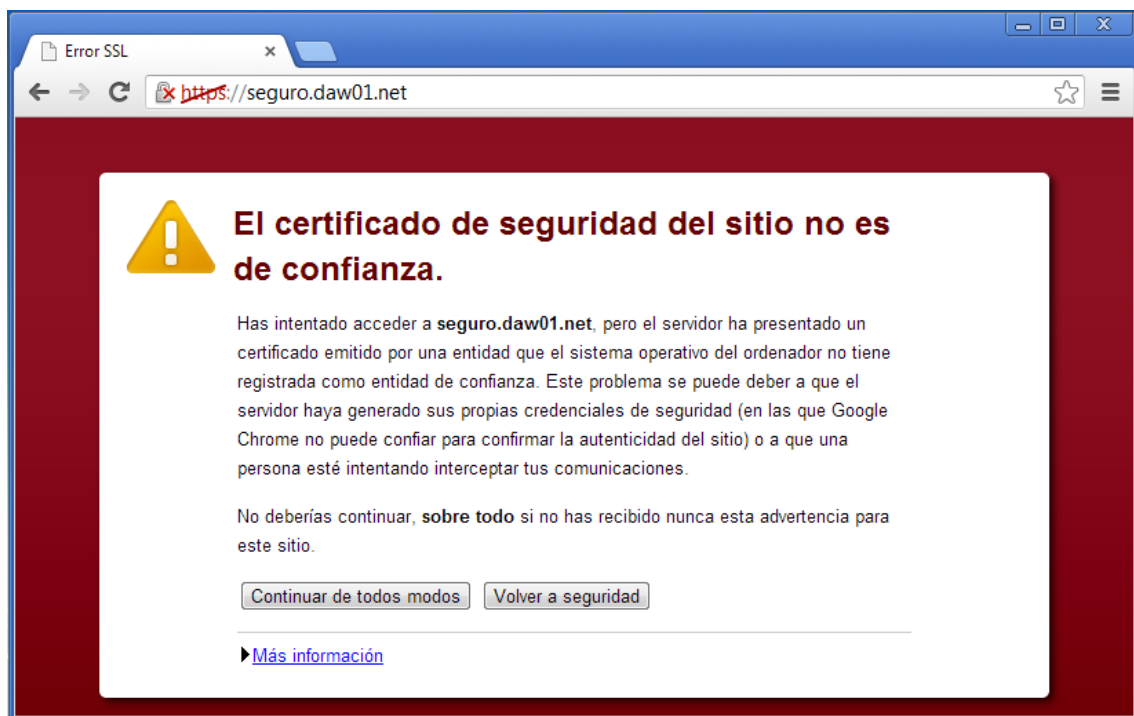 Error SSL
https://seguro.daw01.net
El certificado de seguridad del sitio no es
de confianza.
Has intentado acceder a seguro.daw01.net, pero el servidor ha presentado un
certificado emitido por una entidad que el sistema operativo del ordenador no tiene
registrada como entidad de confianza. Este problema se puede deber a que el
servidor haya generado sus propias credenciales de seguridad (en las que Google
Chrome no puede confiar para confirmar la autenticidad del sitio) o a que una
persona esté intentando interceptar tus comunicaciones.
No deberías continuar, sobre todo si no has recibido nunca esta advertencia para
este sitio.
Continuar de todos modos Volver a seguridad
Más información